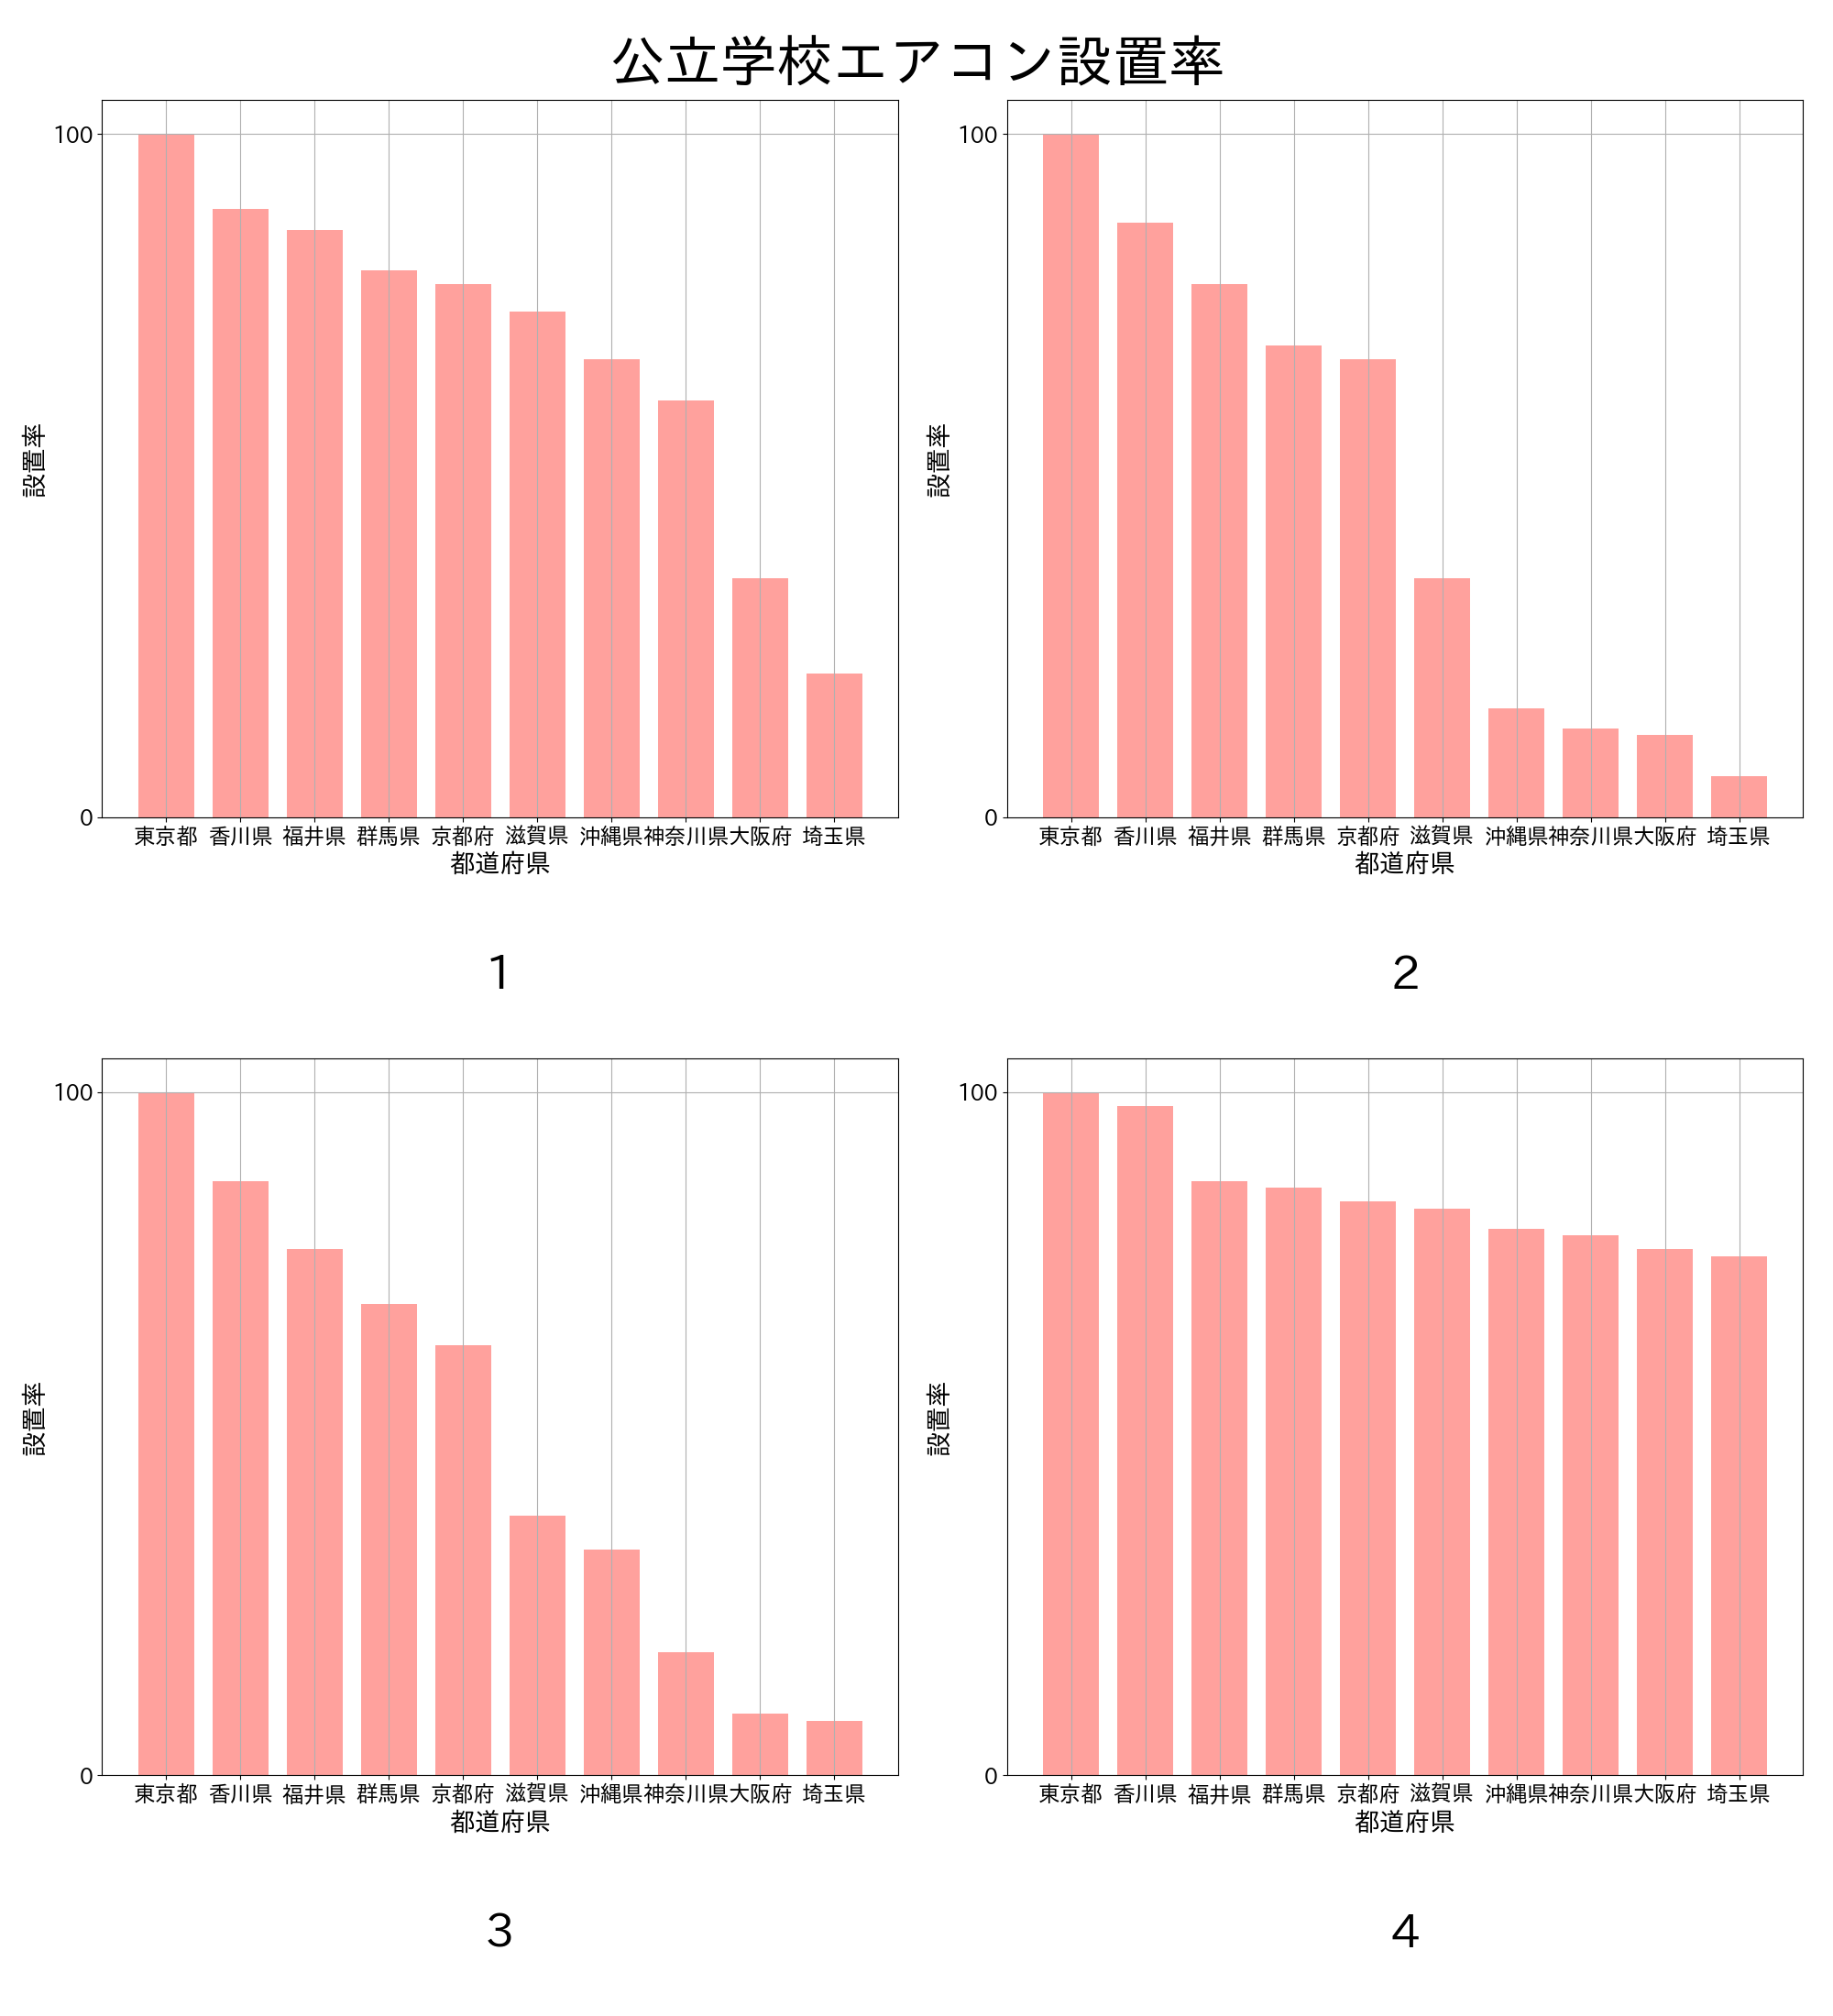 公立学校エアコン設置率
100
0
設置率
東京都 香川県 福井県 群馬県 京都府 滋賀県 沖縄県 神奈川県 大阪府 埼玉県
都道府県
1
100
0
設置率
東京都 香川県 福井県 群馬県 京都府 滋賀県 沖縄県 神奈川県 大阪府 埼玉県
都道府県
2
100
0
設置率
東京都 香川県 福井県 群馬県 京都府 滋賀県 沖縄県 神奈川県 大阪府 埼玉県
都道府県
3
100
0
設置率
東京都 香川県 福井県 群馬県 京都府 滋賀県 沖縄県 神奈川県 大阪府 埼玉県
都道府県
4